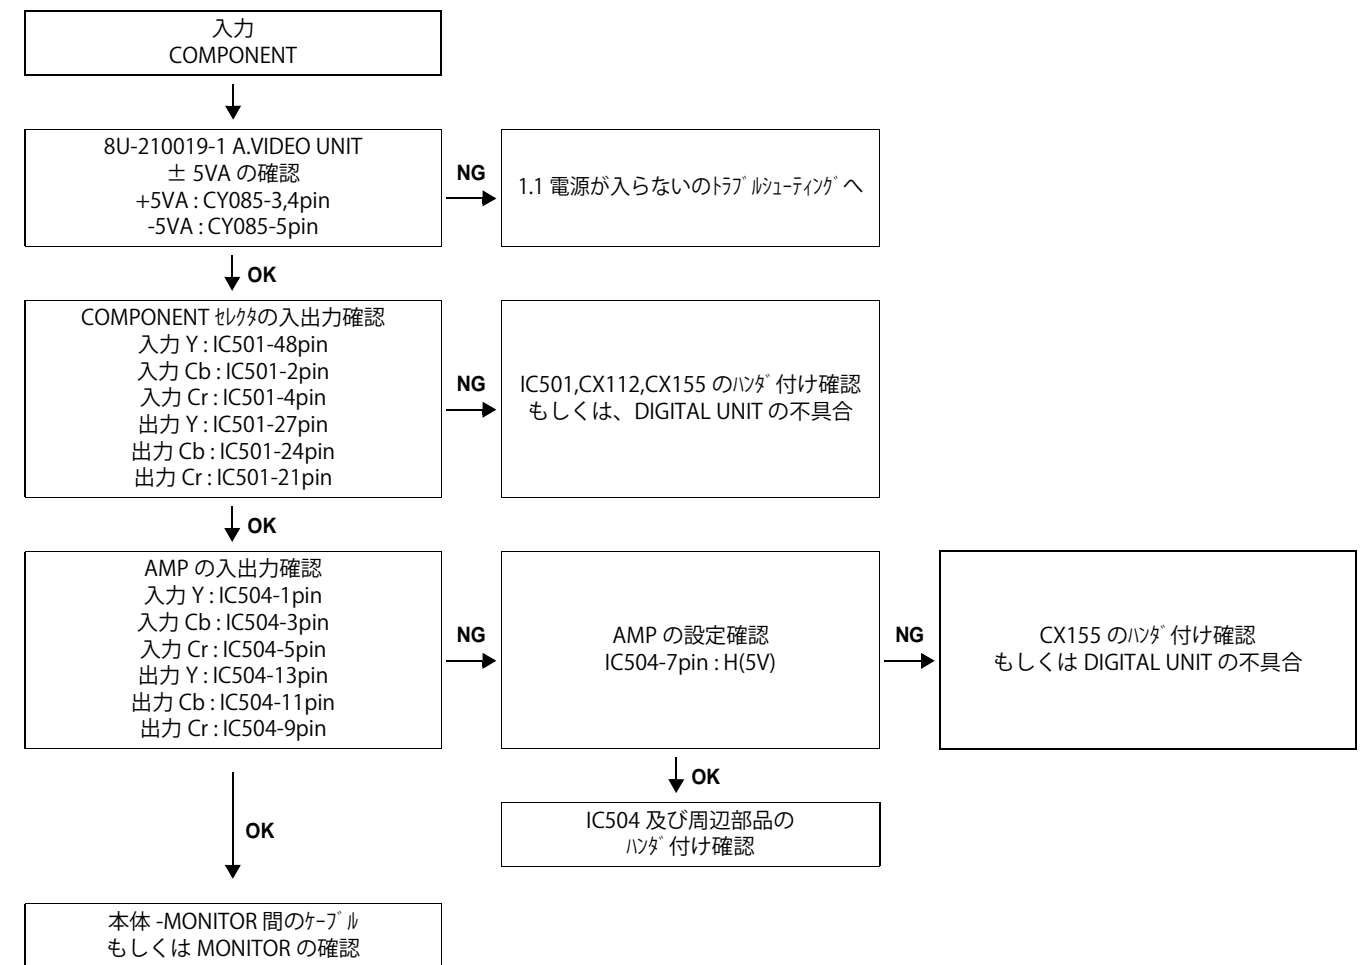 入力
COMPONENT
8U-210019-1 A.VIDEO UNIT
± 5VA の確認
+5VA : CY085-3,4pin
-5VA : CY085-5pin
NG
1.1 電源が入らないのﾄﾗﾌﾞﾙｼｭｰﾃｨﾝｸﾞへ
OK
COMPONENT ｾﾚｸﾀの入出力確認
入力 Y : IC501-48pin
入力 Cb : IC501-2pin
入力 Cr : IC501-4pin
出力 Y : IC501-27pin
出力 Cb : IC501-24pin
出力 Cr : IC501-21pin
NG
IC501,CX112,CX155 のﾊﾝﾀﾞ付け確認
もしくは、DIGITAL UNIT の不具合
OK
AMP の入出力確認
入力 Y : IC504-1pin
入力 Cb : IC504-3pin
入力 Cr : IC504-5pin
出力 Y : IC504-13pin
出力 Cb : IC504-11pin
出力 Cr : IC504-9pin
NG
AMP の設定確認
IC504-7pin : H(5V)
NG
CX155 のﾊﾝﾀﾞ付け確認
もしくは DIGITAL UNIT の不具合
OK
IC504 及び周辺部品の
ﾊﾝﾀﾞ付け確認
OK
本体 -MONITOR 間のｹｰﾌﾞﾙ
もしくは MONITOR の確認